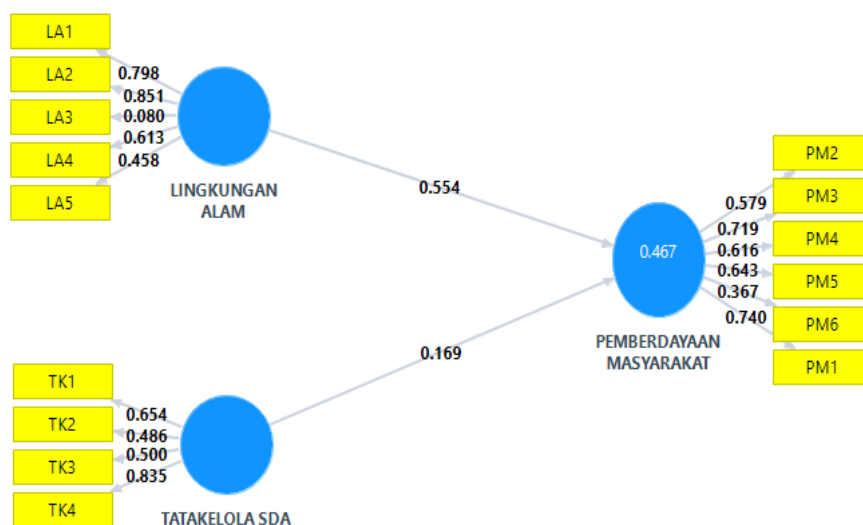 LA1
LA2
LA3
LA4
LA5
0.798
0.851
0.080
0.613
0.458
LINGKUNGAN
ALAM
0.554
0.467
PEMBERDAYAAN
MASYARAKAT
PM2
PM3
PM4
PM5
PM6
PM1
0.579
0.719
0.616
0.643
0.367
0.740
0.169
TK1
TK2
TK3
TK4
0.654
0.486
0.500
0.835
TATAKELOLA SDA